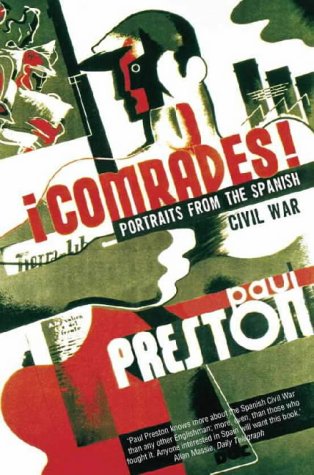 ¡COMRADES!
PORTRAITS FROM THE SPANISH
CIVIL WAR
paul
PRESTON
'Paul Preston knows more about the Spanish Civil War
than any other Englishman; more, even, than those who
fought it. Anyone interested in Spain will want this book.'
Allan Massie, Daily Telegraph